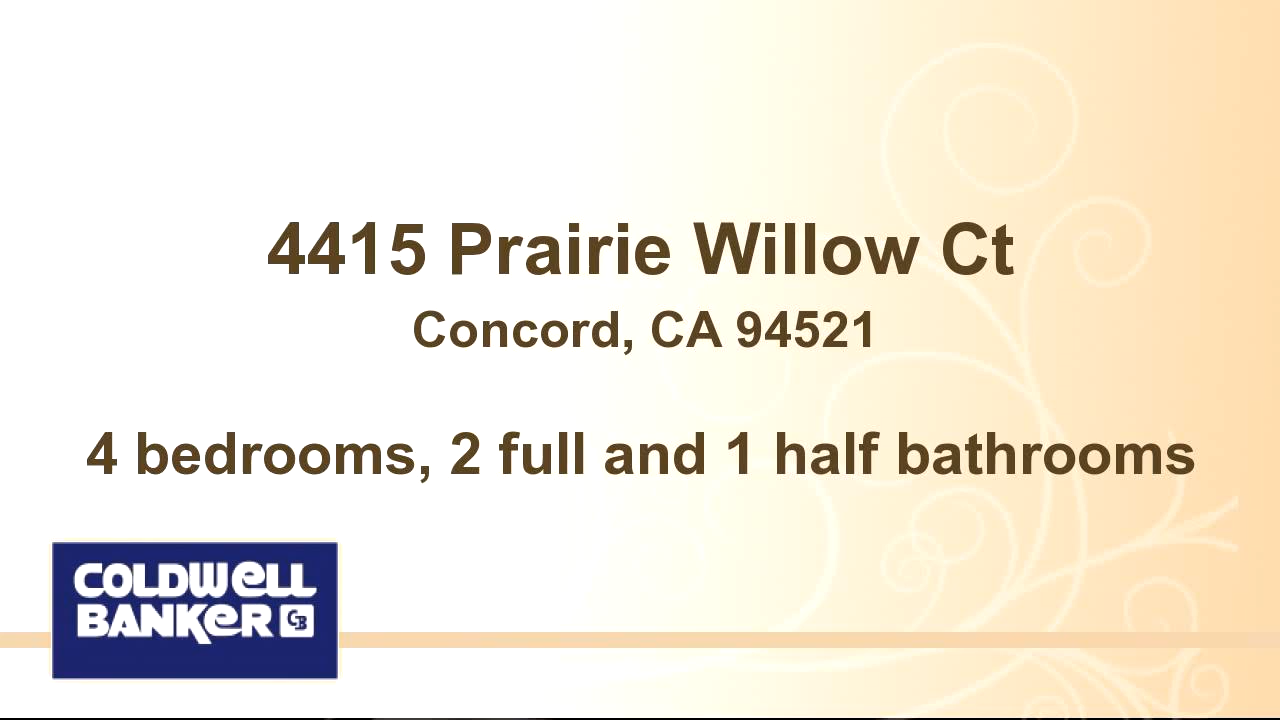 4415 Prairie Willow Ct
Concord, CA 94521
4 bedrooms, 2 full and 1 half bathrooms
COLDWELL
BANKER CB